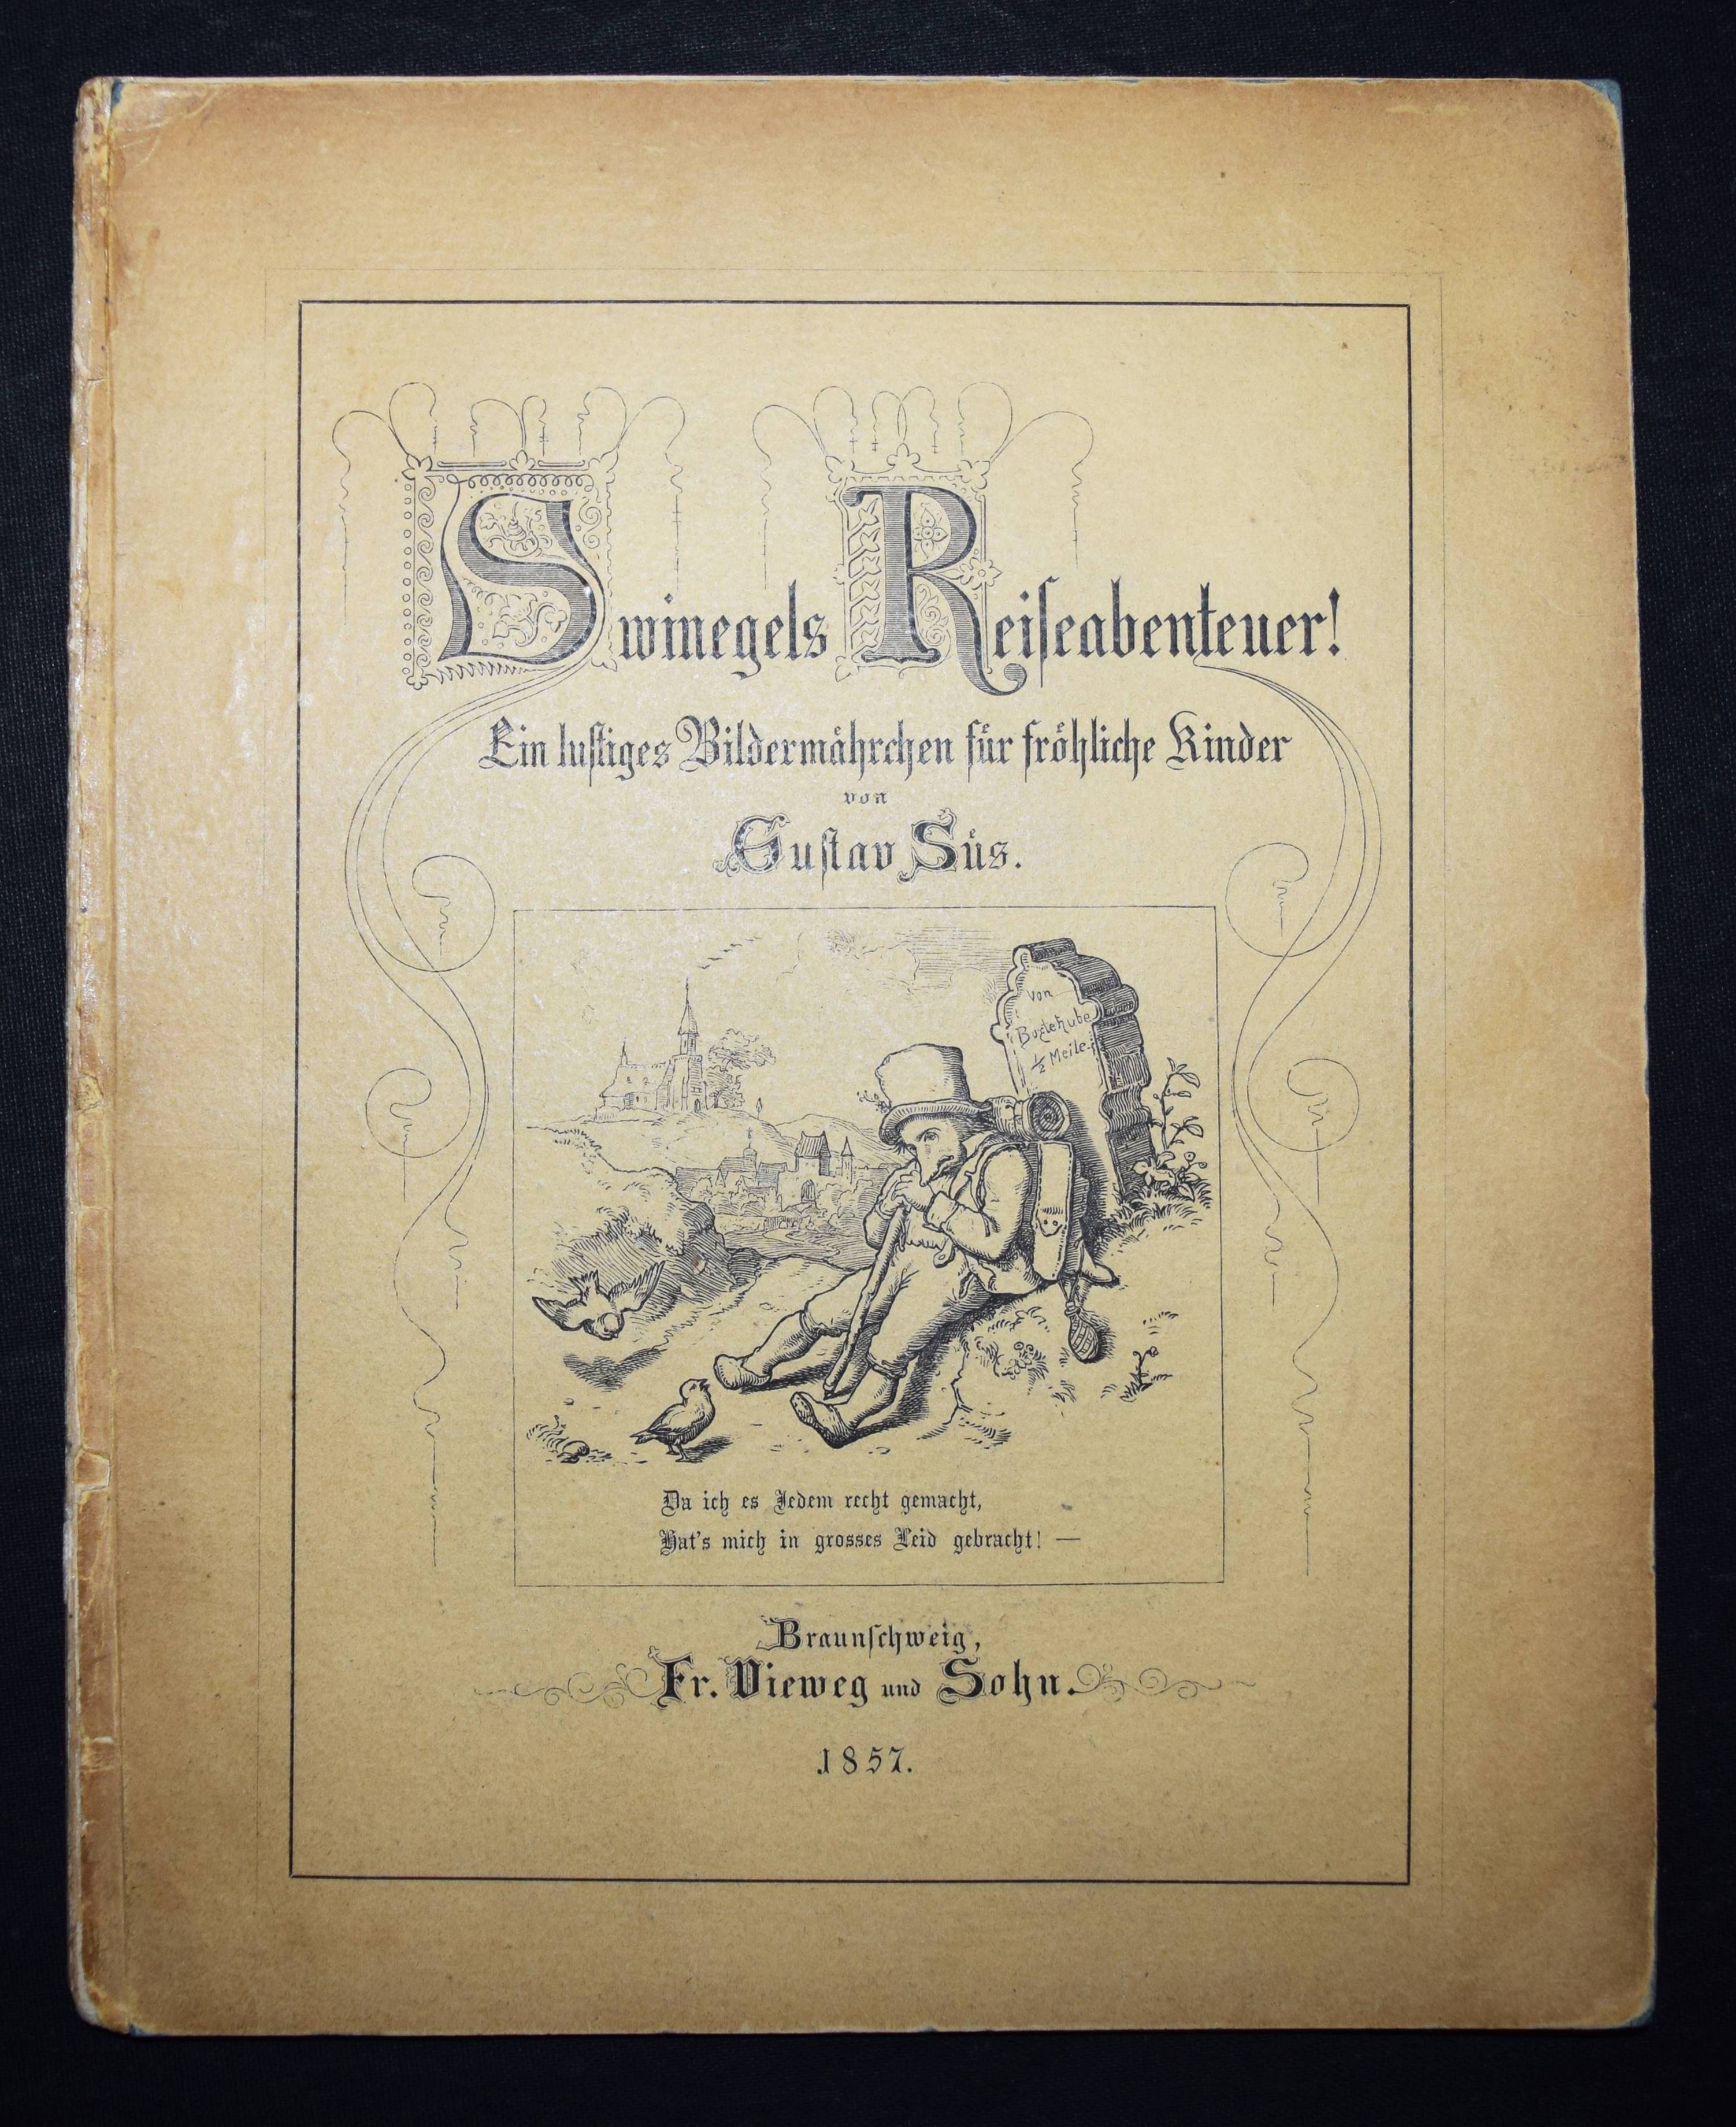 Swinegels Reiſeabenteuer!
Ein luſtiges Bildermährchen für fröhliche Kinder
von
Guſtav Süs.
von
Buxtehude
½ Meile.
Da ich es Jedem recht gemacht,
Hat's mich in grosses Leid gebracht! —
Braunſchweig,
Fr. Vieweg und Sohn.
1857.